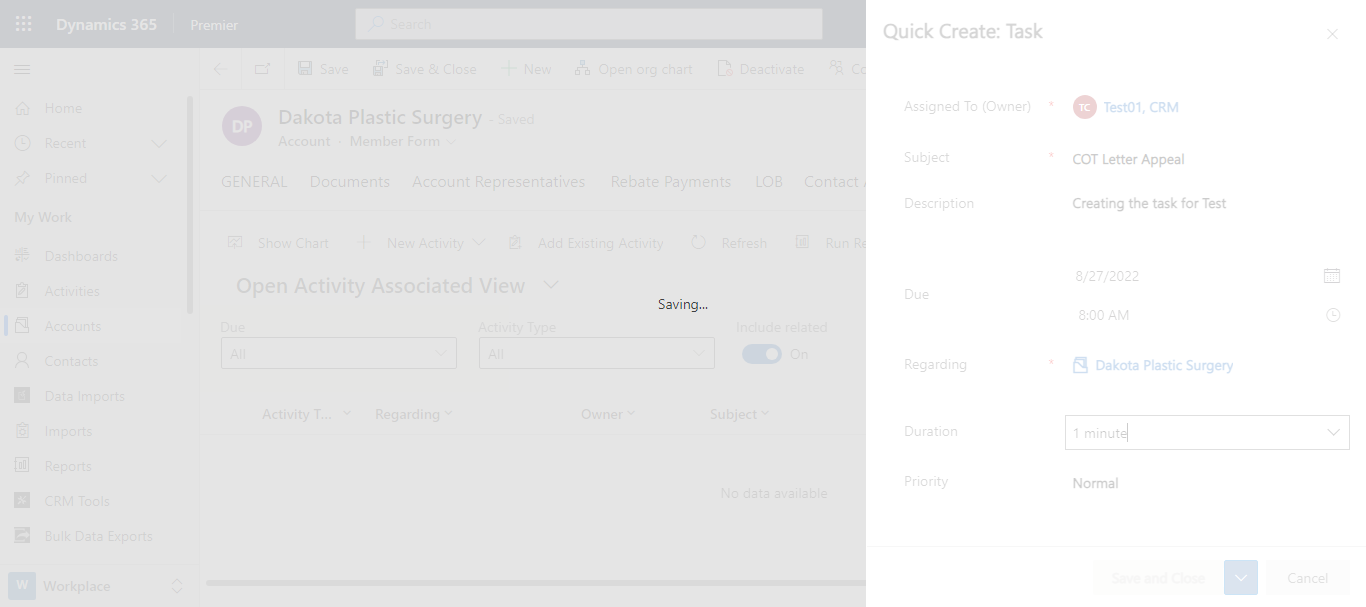 Dynamics 365 Premier Search
Save Save & Close New Open org chart Deactivate Co
Home
Recent
Pinned
My Work
Dashboards
Activities
Accounts
Contacts
Data Imports
Imports
Reports
CRM Tools
Bulk Data Exports
W Workplace
DP Dakota Plastic Surgery - Saved
Account · Member Form
GENERAL Documents Account Representatives Rebate Payments LOB Contact A
Show Chart New Activity Add Existing Activity Refresh Run Re
Open Activity Associated View
Saving...
Due Activity Type Include related
All All On
Activity T... Regarding Owner Subject
No data available
Quick Create: Task
Assigned To (Owner) * TC Test01, CRM
Subject * COT Letter Appeal
Description Creating the task for Test
Due 8/27/2022
8:00 AM
Regarding * Dakota Plastic Surgery
Duration 1 minute
Priority Normal
Save and Close Cancel